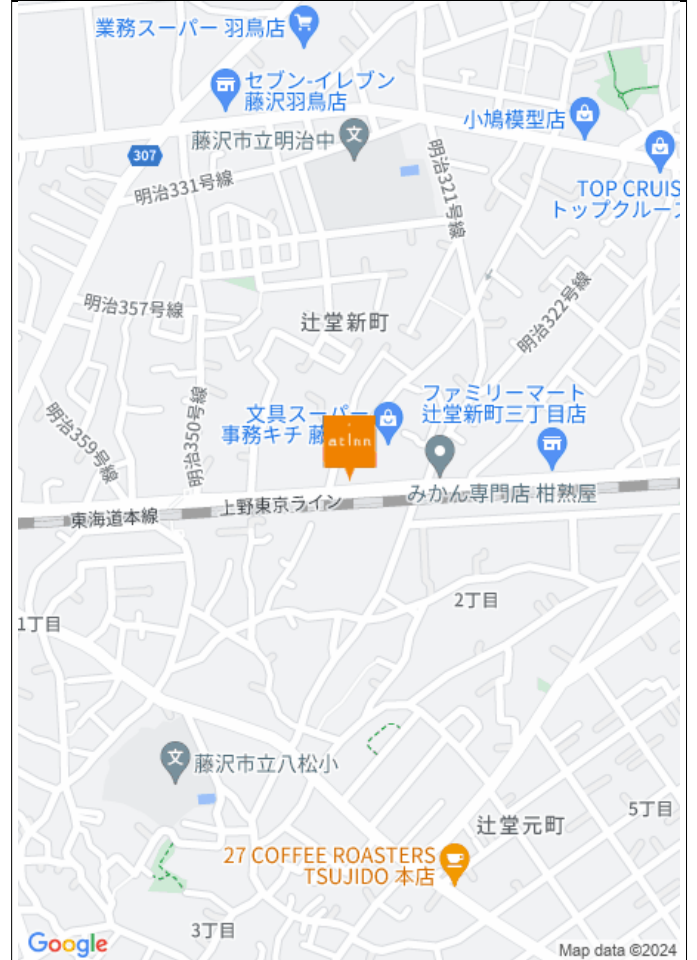 業務スーパー 羽鳥店
セブン-イレブン
藤沢羽鳥店
小鳩模型店
藤沢市立明治中
文
307
明治331号線
明治321号線
TOP CRUIS
トップクルーズ
明治357号線
辻堂新町
明治322号線
明治359号線
明治350号線
文具スーパー
事務キチ 藤
atInn
ファミリーマート
辻堂新町三丁目店
みかん専門店 柑熟屋
上野東京ライン
東海道本線
2丁目
1丁目
文
藤沢市立八松小
辻堂元町
5丁目
27 COFFEE ROASTERS
TSUJIDO 本店
3丁目
Google
Map data ©2024